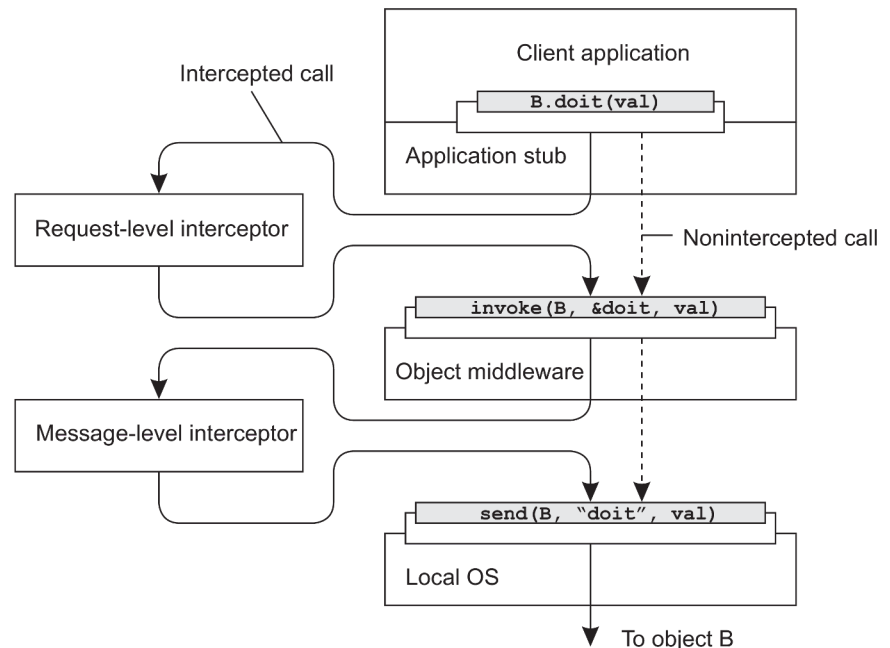 Client application
Intercepted call
B.doit(val)
Application stub
Request-level interceptor
Nonintercepted call
invoke(B, &doit, val)
Object middleware
Message-level interceptor
send(B, “doit”, val)
Local OS
To object B